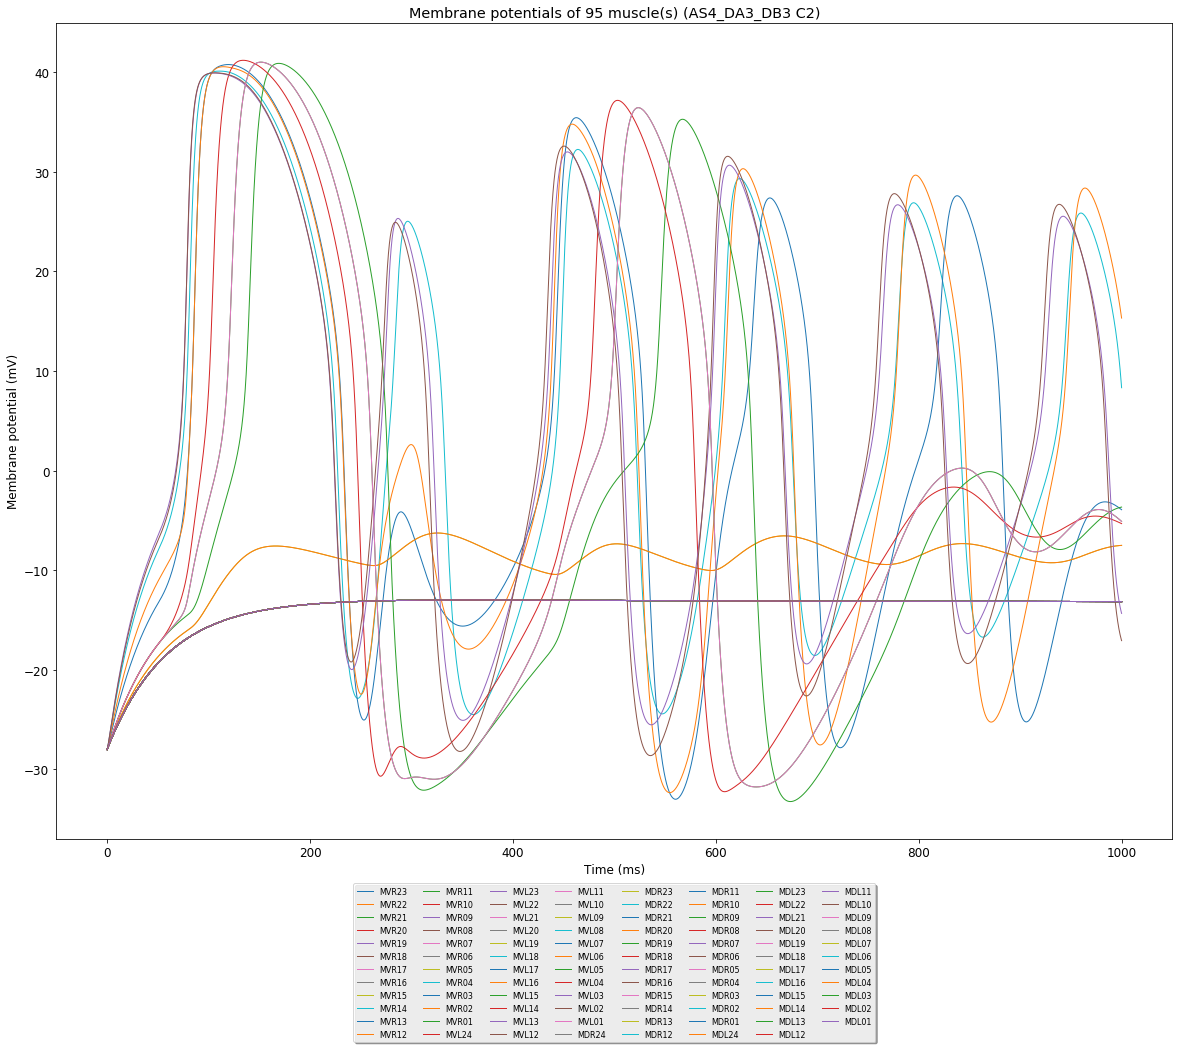 Membrane potentials of 95 muscle(s) (AS4_DA3_DB3 C2)
Membrane potential (mV)
40
30
20
10
0
−10
−20
−30
0 200 400 600 800 1000
Time (ms)
MVR23 MVR11 MVL23 MVL11 MDR23 MDR11 MDL23 MDL11
MVR22 MVR10 MVL22 MVL10 MDR22 MDR10 MDL22 MDL10
MVR21 MVR09 MVL21 MVL09 MDR21 MDR09 MDL21 MDL09
MVR20 MVR08 MVL20 MVL08 MDR20 MDR08 MDL20 MDL08
MVR19 MVR07 MVL19 MVL07 MDR19 MDR07 MDL19 MDL07
MVR18 MVR06 MVL18 MVL06 MDR18 MDR06 MDL18 MDL06
MVR17 MVR05 MVL17 MVL05 MDR17 MDR05 MDL17 MDL05
MVR16 MVR04 MVL16 MVL04 MDR16 MDR04 MDL16 MDL04
MVR15 MVR03 MVL15 MVL03 MDR15 MDR03 MDL15 MDL03
MVR14 MVR02 MVL14 MVL02 MDR14 MDR02 MDL14 MDL02
MVR13 MVR01 MVL13 MVL01 MDR13 MDR01 MDL13 MDL01
MVR12 MVL24 MVL12 MDR24 MDR12 MDL24 MDL12